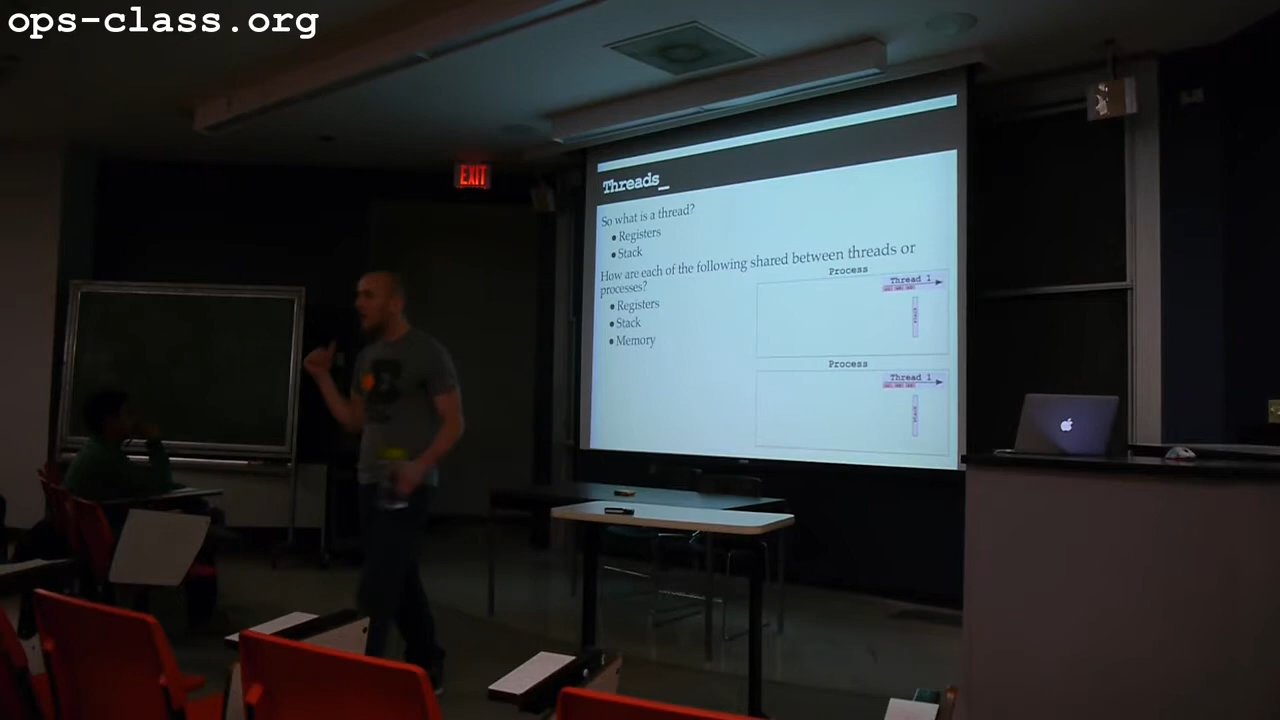 ops-class.org
EXIT
Threads_
So what is a thread?
• Registers
• Stack
How are each of the following shared between threads or
processes?
• Registers
• Stack
• Memory
Process
Thread 1
Process
Thread 1